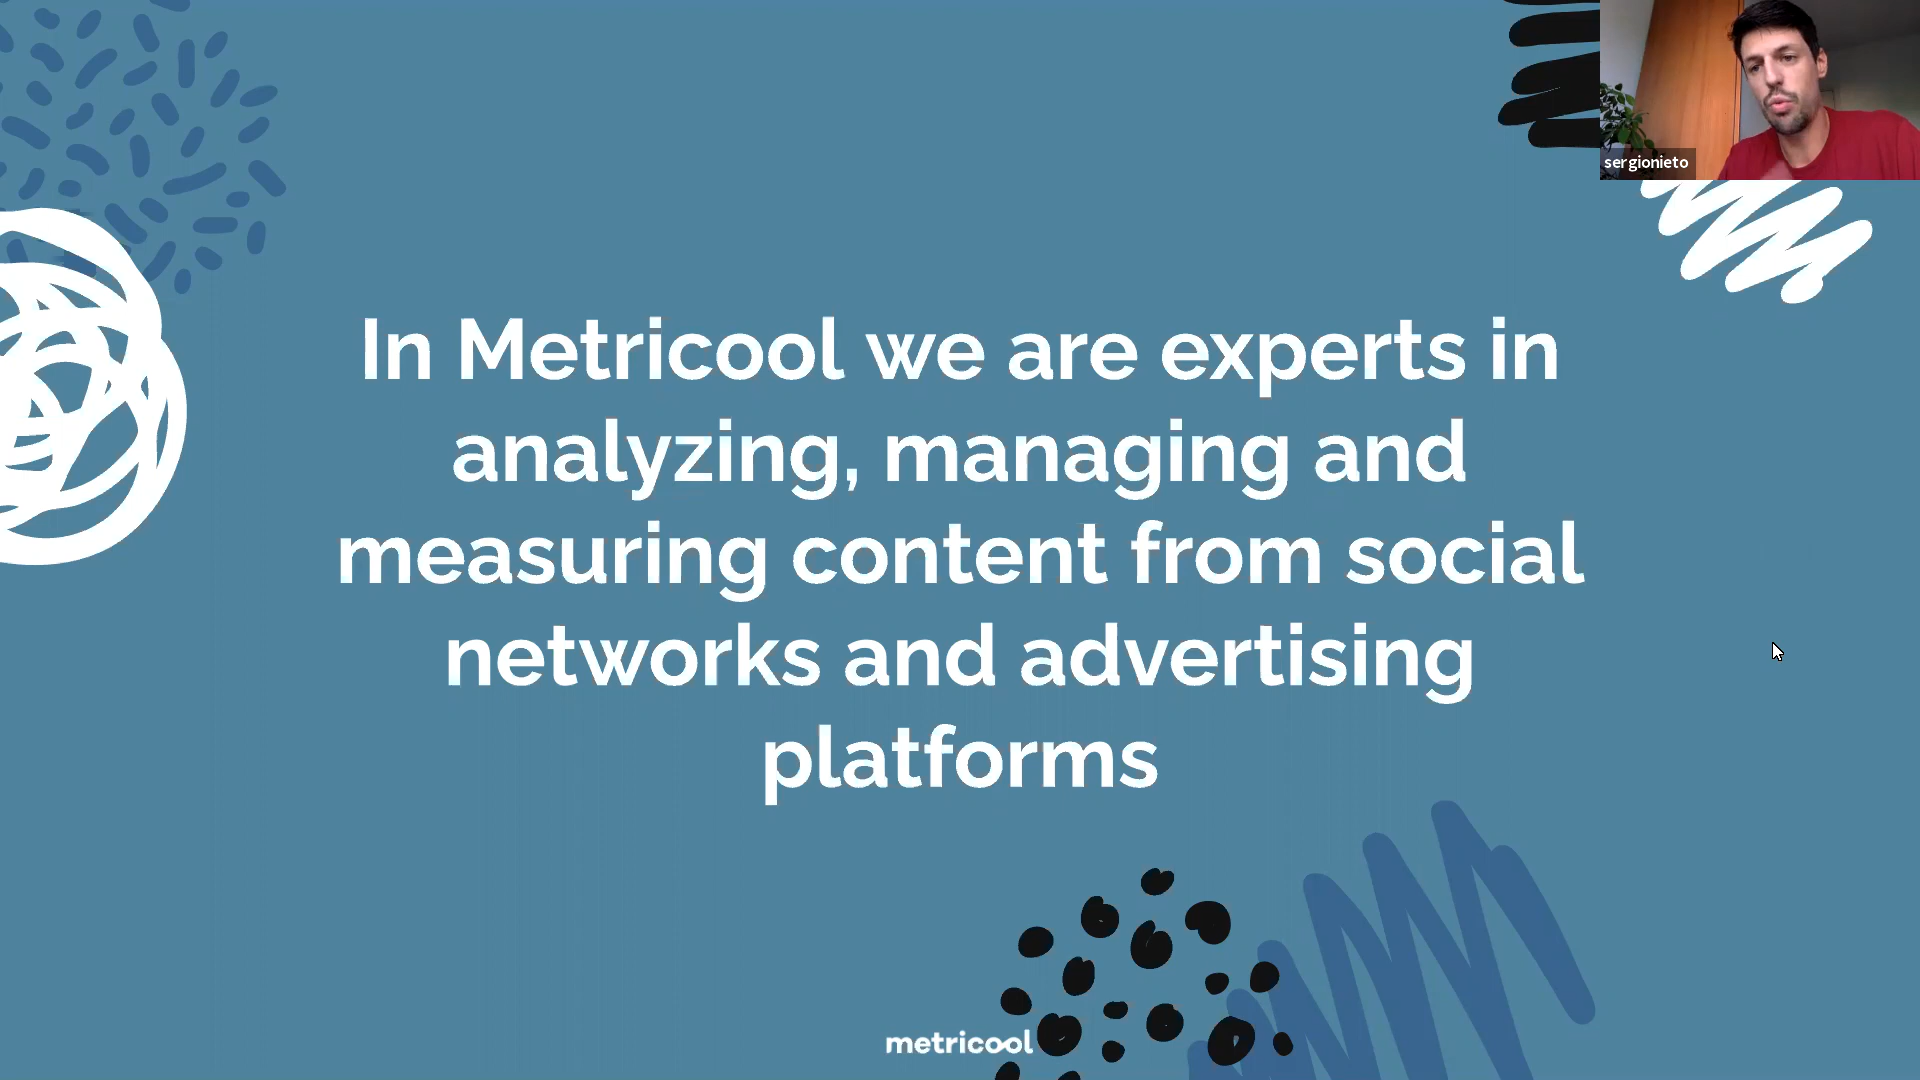 sergionieto
In Metricool we are experts in
analyzing, managing and
measuring content from social
networks and advertising
platforms
metricool